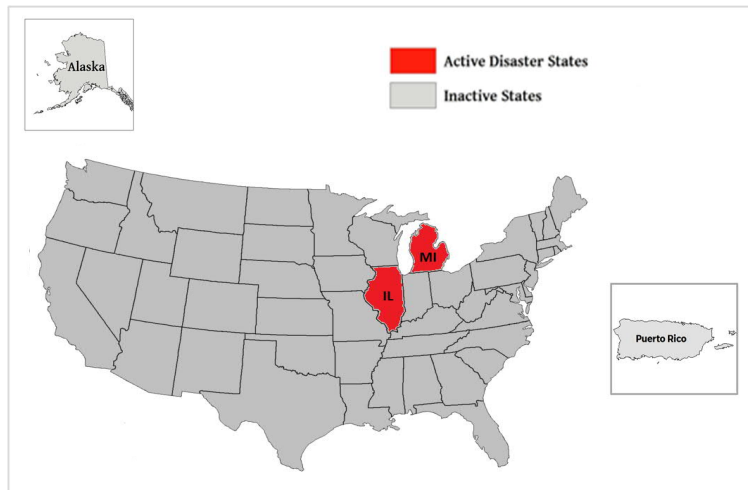 Alaska
Active Disaster States
Inactive States
MI
IL
Puerto Rico